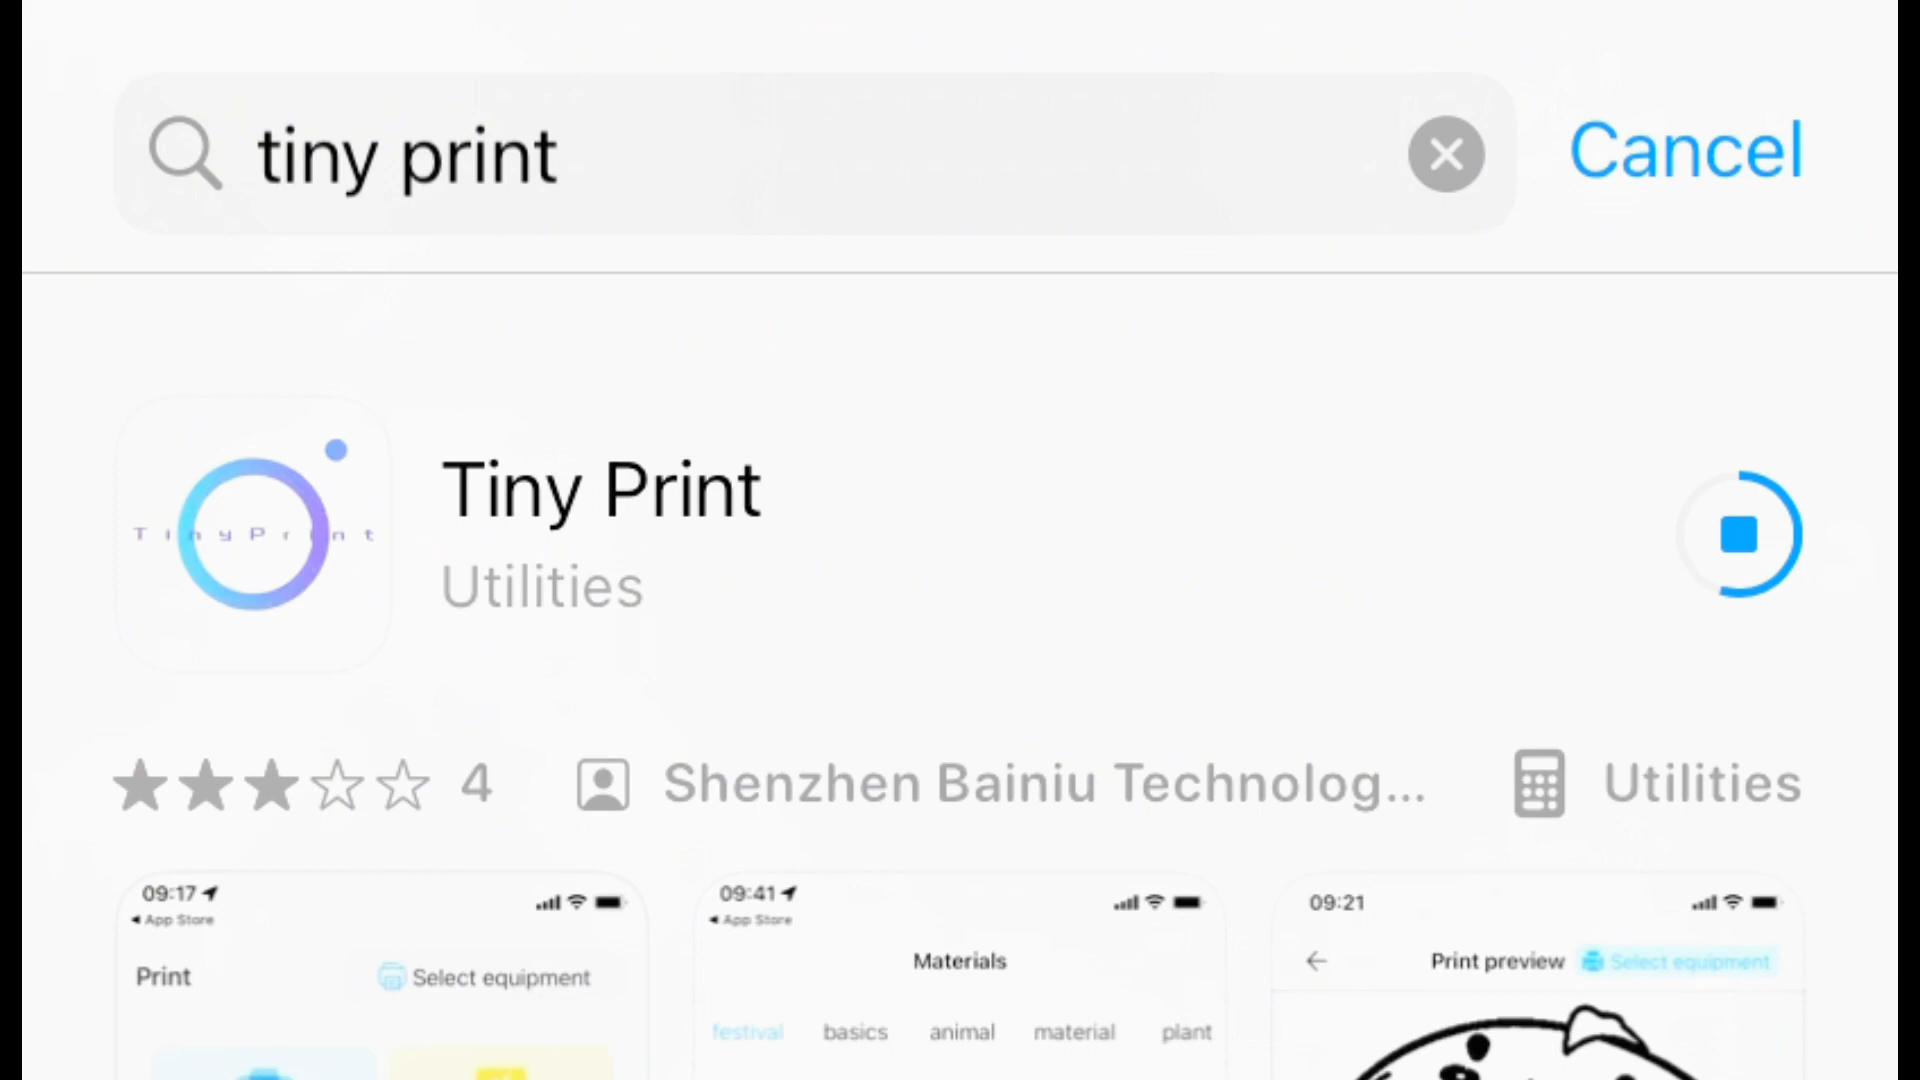 tiny print
Cancel
TinyPrint
Tiny Print
Utilities
4
Shenzhen Bainiu Technolog...
Utilities
09:17
App Store
Print
Select equipment
09:41
App Store
Materials
festival basics animal material plant
09:21
Print preview
Select equipment